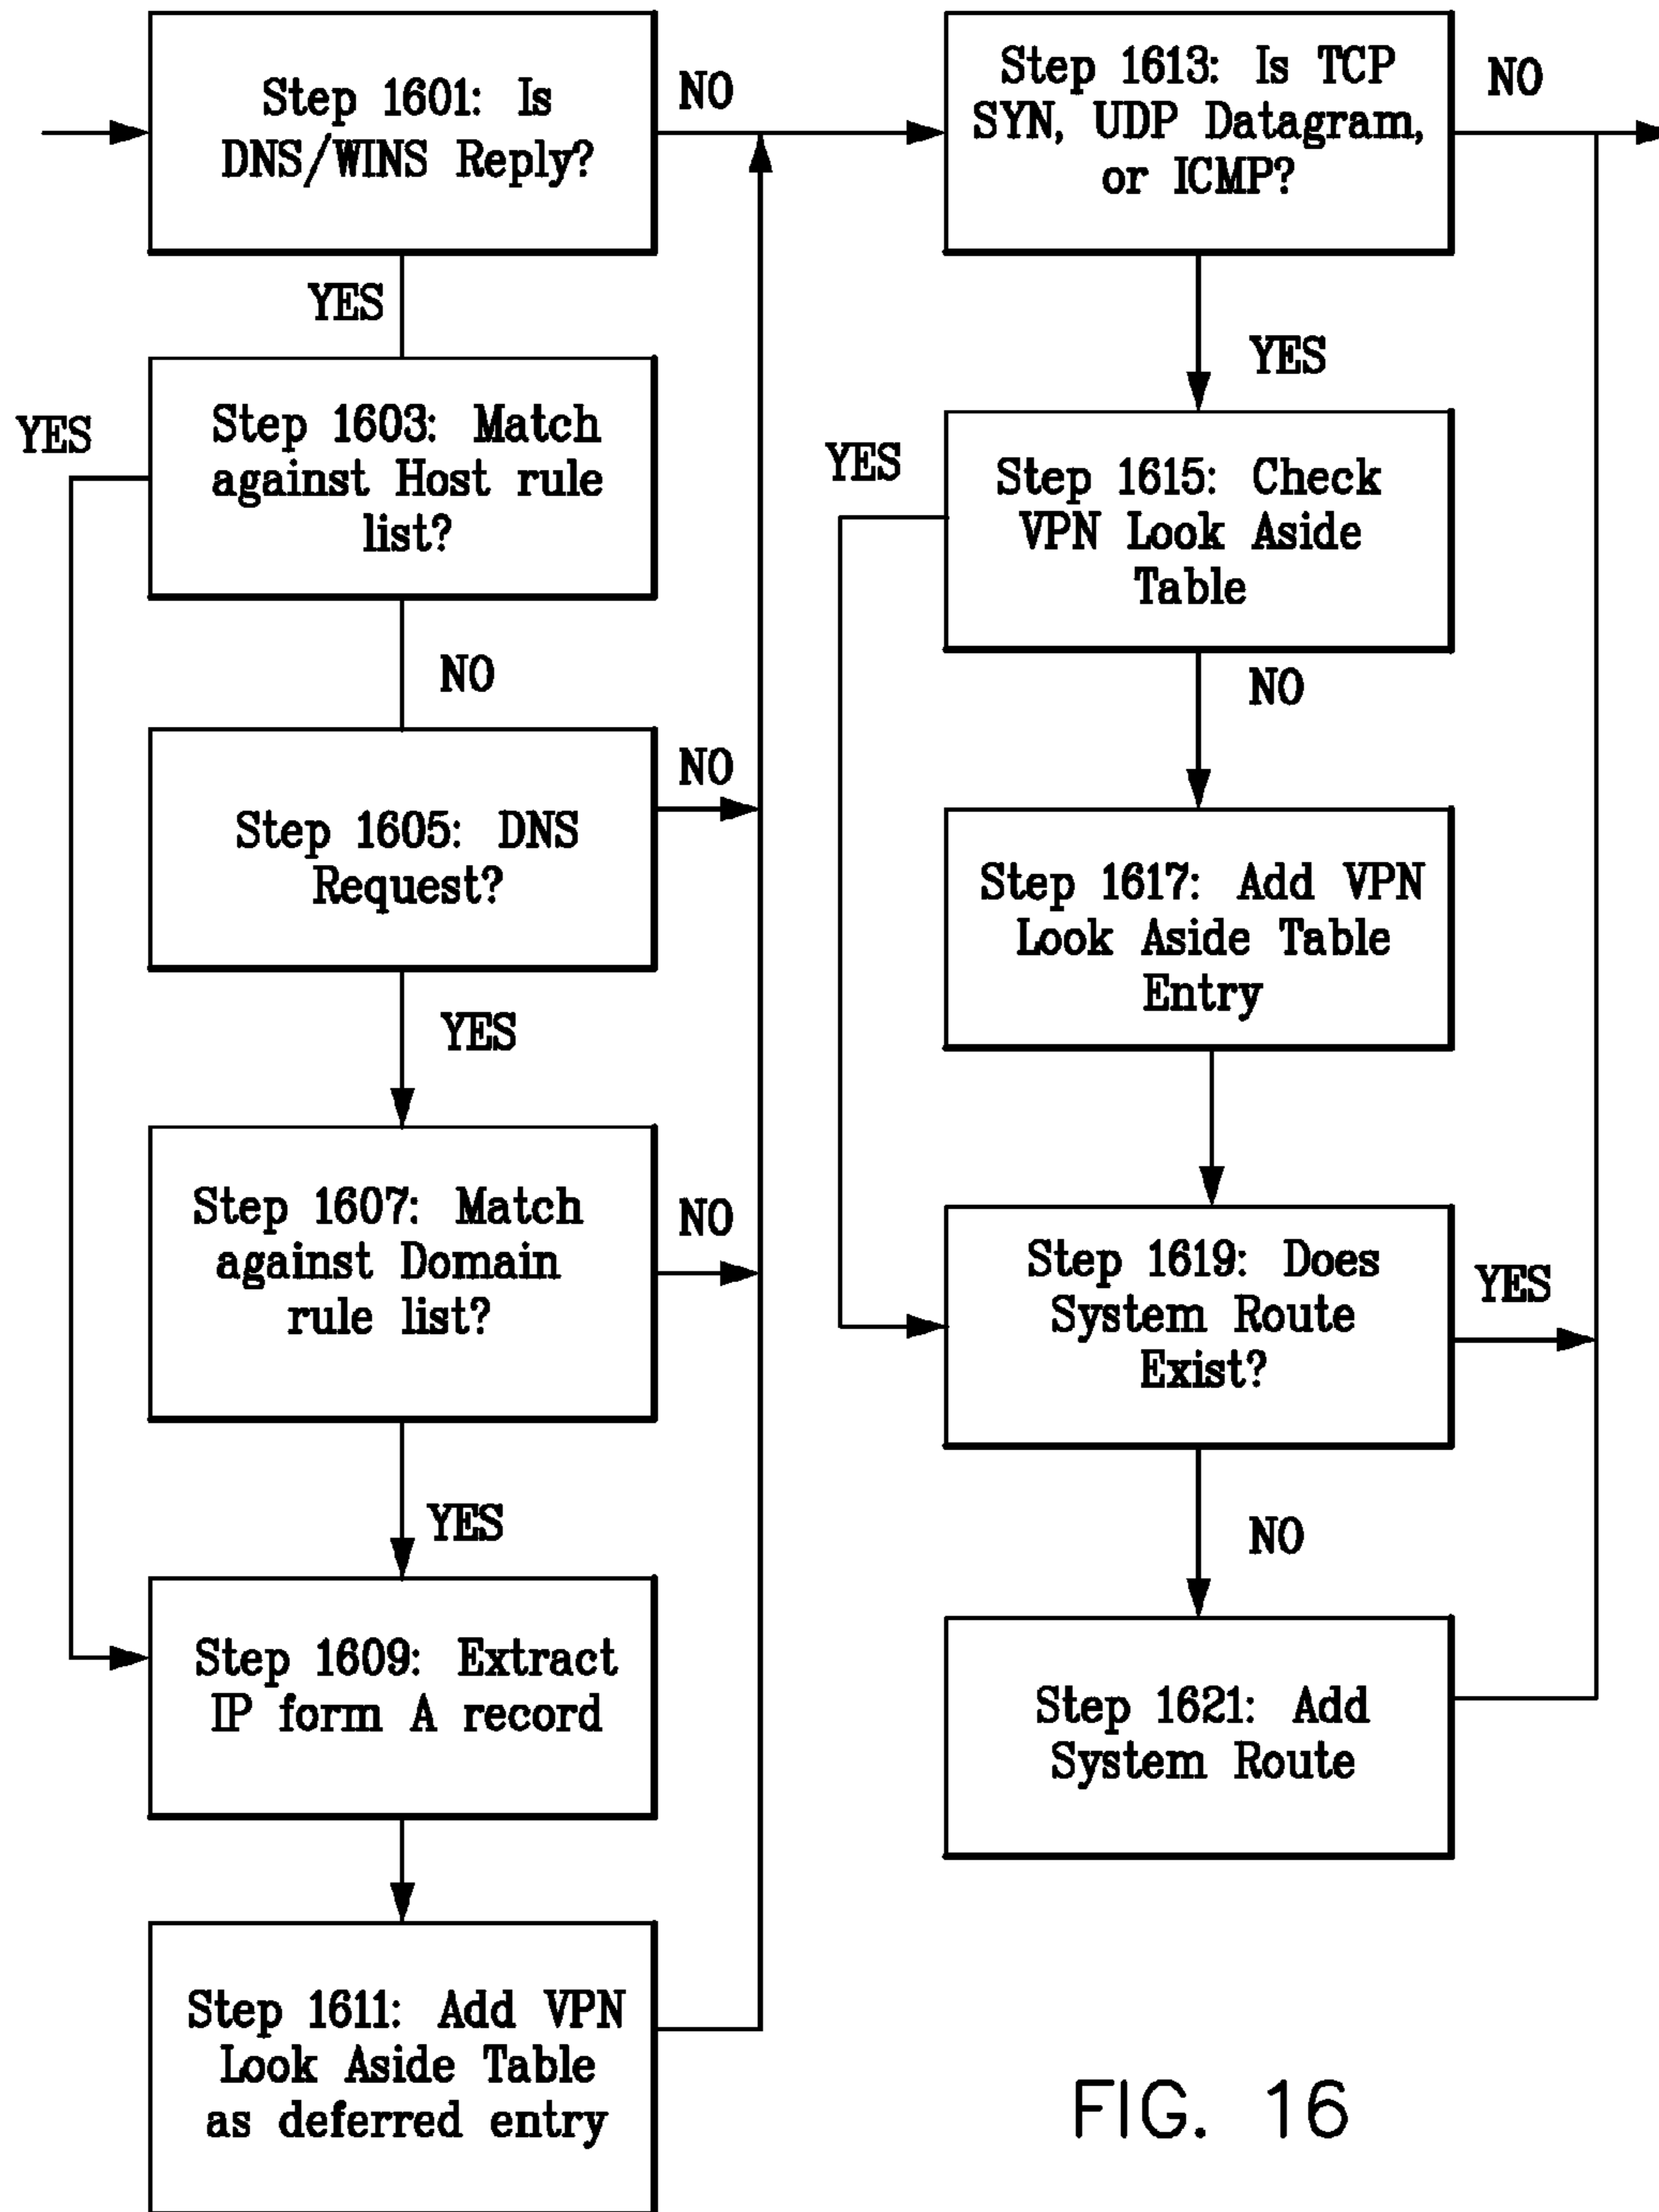 Step 1601: Is
DNS/WINS Reply?
NO
YES
Step 1603: Match
against Host rule
list?
YES
NO
Step 1605: DNS
Request?
NO
YES
Step 1607: Match
against Domain
rule list?
NO
YES
Step 1609: Extract
IP form A record
Step 1611: Add VPN
Look Aside Table
as deferred entry
Step 1613: Is TCP
SYN, UDP Datagram,
or ICMP?
NO
YES
Step 1615: Check
VPN Look Aside
Table
YES
NO
Step 1617: Add VPN
Look Aside Table
Entry
Step 1619: Does
System Route
Exist?
YES
NO
Step 1621: Add
System Route
FIG. 16